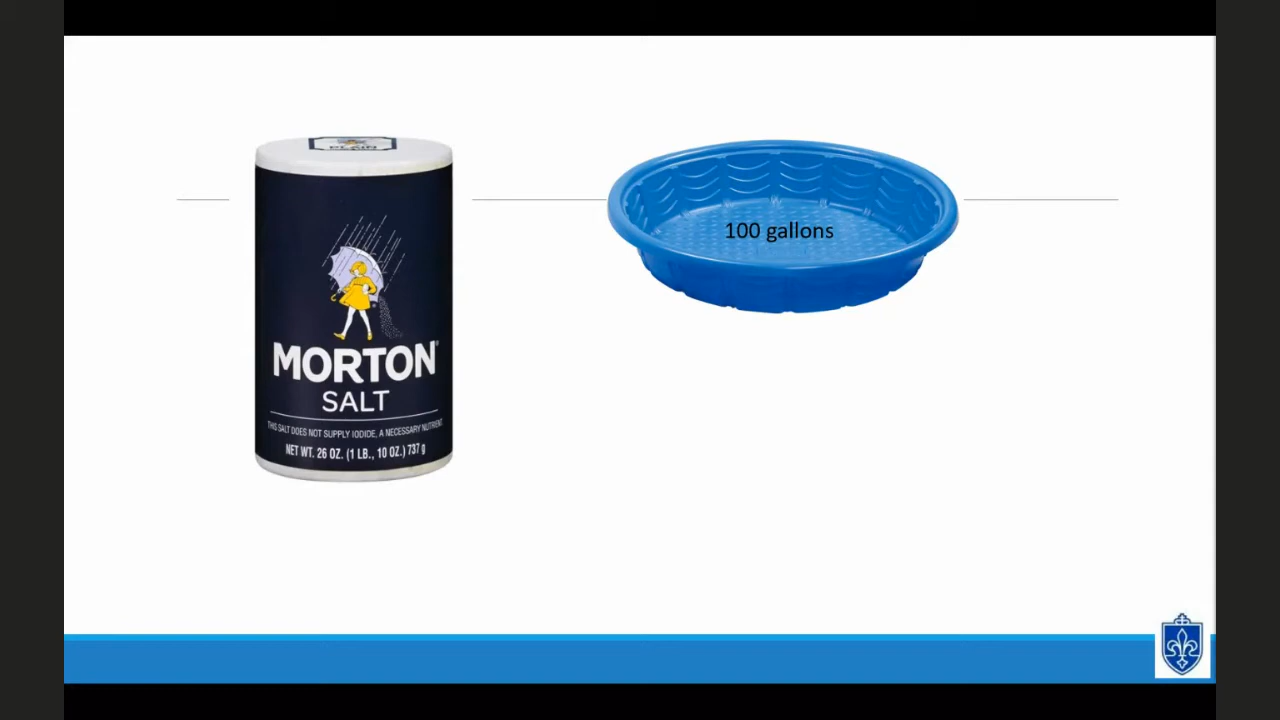 PLAIN
MORTON®
SALT
THIS SALT DOES NOT SUPPLY IODIDE, A NECESSARY NUTRIENT.
NET WT. 26 OZ. (1 LB., 10 OZ.) 737 g
100 gallons